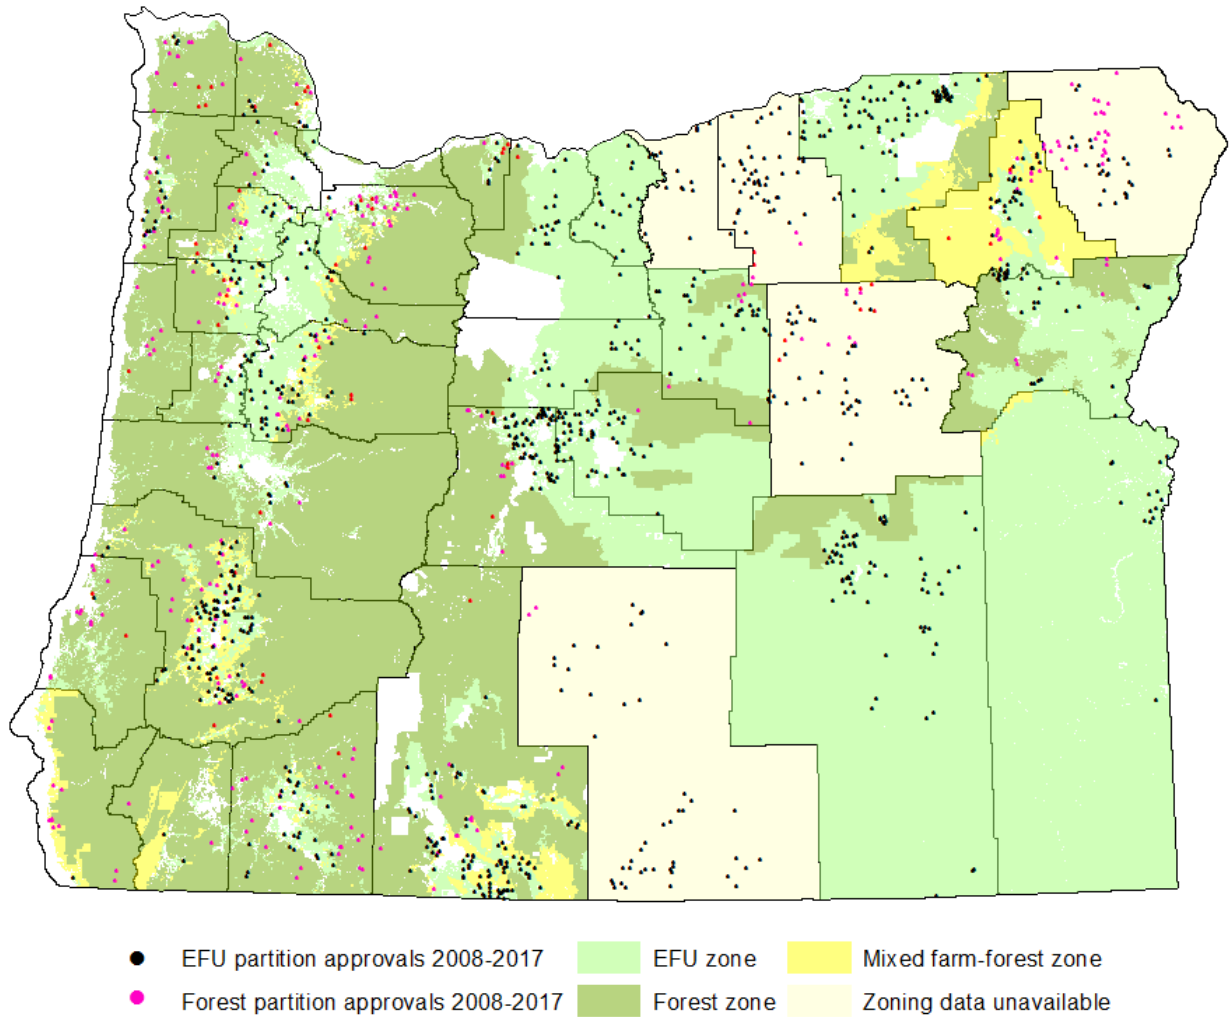 EFU partition approvals 2008-2017 EFU zone Mixed farm-forest zone
Forest partition approvals 2008-2017 Forest zone Zoning data unavailable